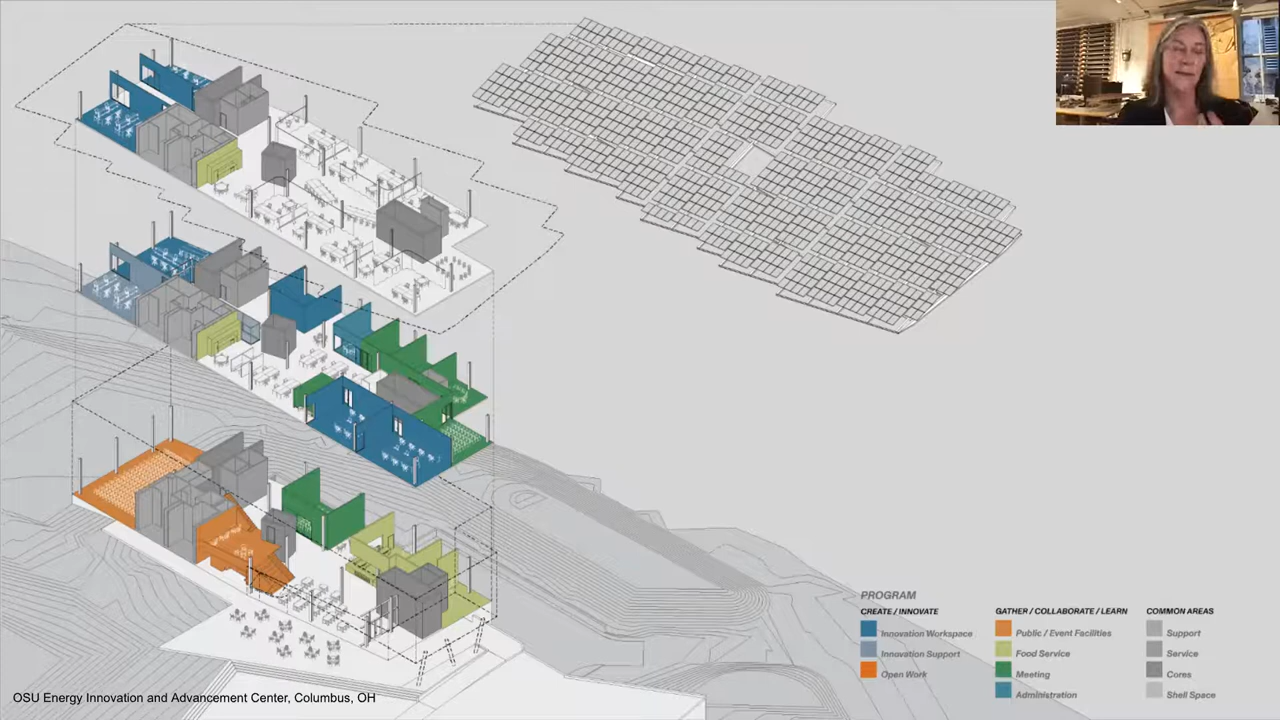 PROGRAM
CREATE / INNOVATE
Innovation Workspace
Innovation Support
Open Work
GATHER / COLLABORATE / LEARN
Public / Event Facilities
Food Service
Meeting
Administration
COMMON AREAS
Support
Service
Cores
Shell Space
OSU Energy Innovation and Advancement Center, Columbus, OH